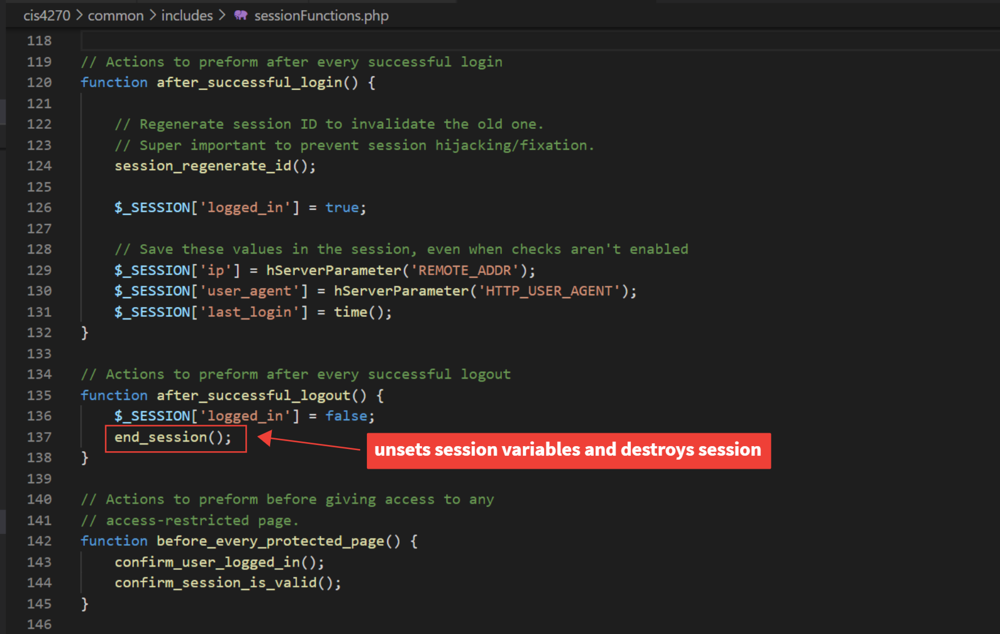 cis4270 > common > includes > sessionFunctions.php
118
119 // Actions to preform after every successful login
120 function after_successful_login() {
121
122     // Regenerate session ID to invalidate the old one.
123     // Super important to prevent session hijacking/fixation.
124     session_regenerate_id();
125
126     $_SESSION['logged_in'] = true;
127
128     // Save these values in the session, even when checks aren't enabled
129     $_SESSION['ip'] = hServerParameter('REMOTE_ADDR');
130     $_SESSION['user_agent'] = hServerParameter('HTTP_USER_AGENT');
131     $_SESSION['last_login'] = time();
132 }
133
134 // Actions to preform after every successful logout
135 function after_successful_logout() {
136     $_SESSION['logged_in'] = false;
137     end_session();
unsets session variables and destroys session
138 }
139
140 // Actions to preform before giving access to any
141 // access-restricted page.
142 function before_every_protected_page() {
143     confirm_user_logged_in();
144     confirm_session_is_valid();
145 }
146